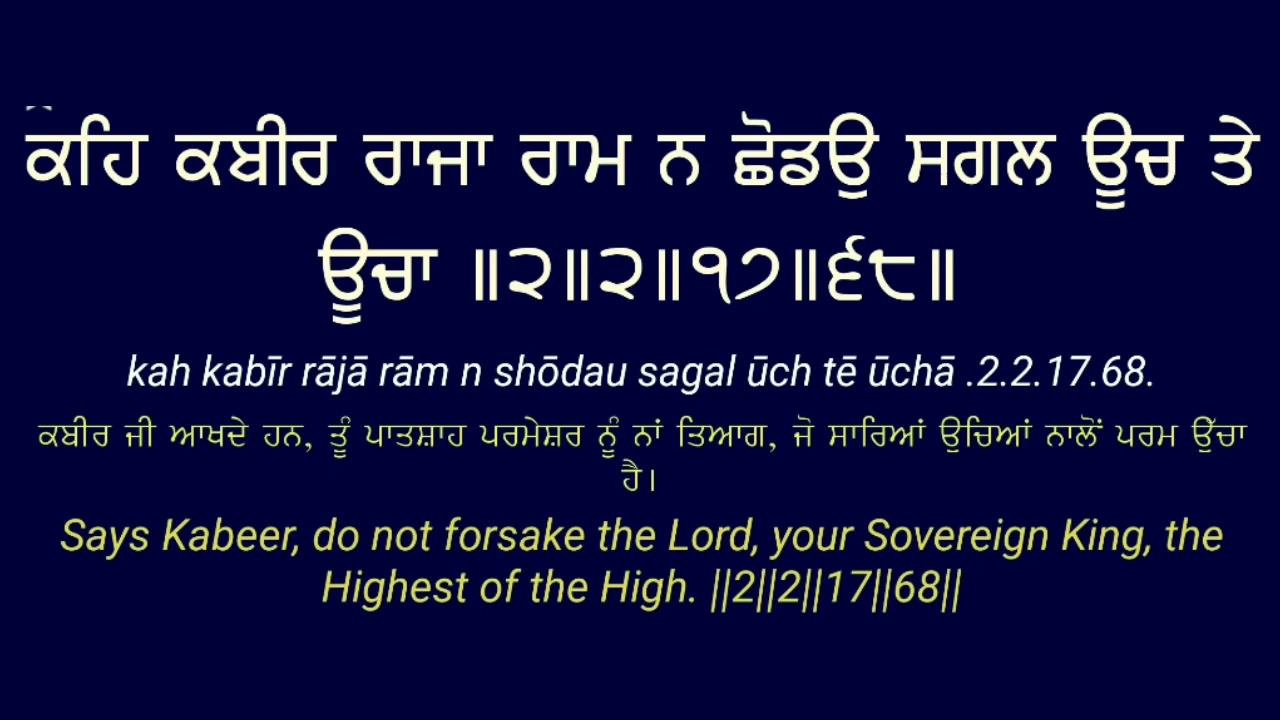 ਕਹਿ ਕਬੀਰ ਰਾਜਾ ਰਾਮ ਨ ਛੋਡਉ ਸਗਲ ਊਚ ਤੇ
ਊਚਾ ॥੨॥੨॥੧੭॥੬੮॥
kah kabīr rājā rām n shōdau sagal ūch tē ūchā .2.2.17.68.
ਕਬੀਰ ਜੀ ਆਖਦੇ ਹਨ, ਤੂੰ ਪਾਤਸ਼ਾਹ ਪਰਮੇਸ਼ਰ ਨੂੰ ਨਾਂ ਤਿਆਗ, ਜੋ ਸਾਰਿਆਂ ਉਚਿਆਂ ਨਾਲੋਂ ਪਰਮ ਉੱਚਾ
ਹੈ।
Says Kabeer, do not forsake the Lord, your Sovereign King, the
Highest of the High. ||2||2||17||68||